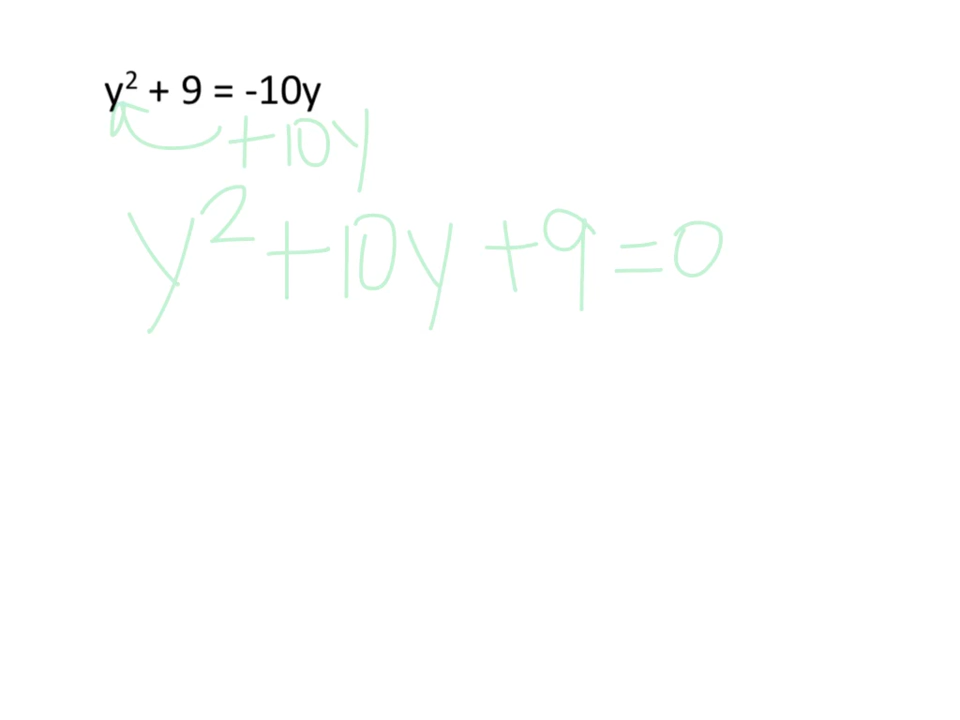 y² + 9 = -10y
+10y
y² + 10y + 9 = 0